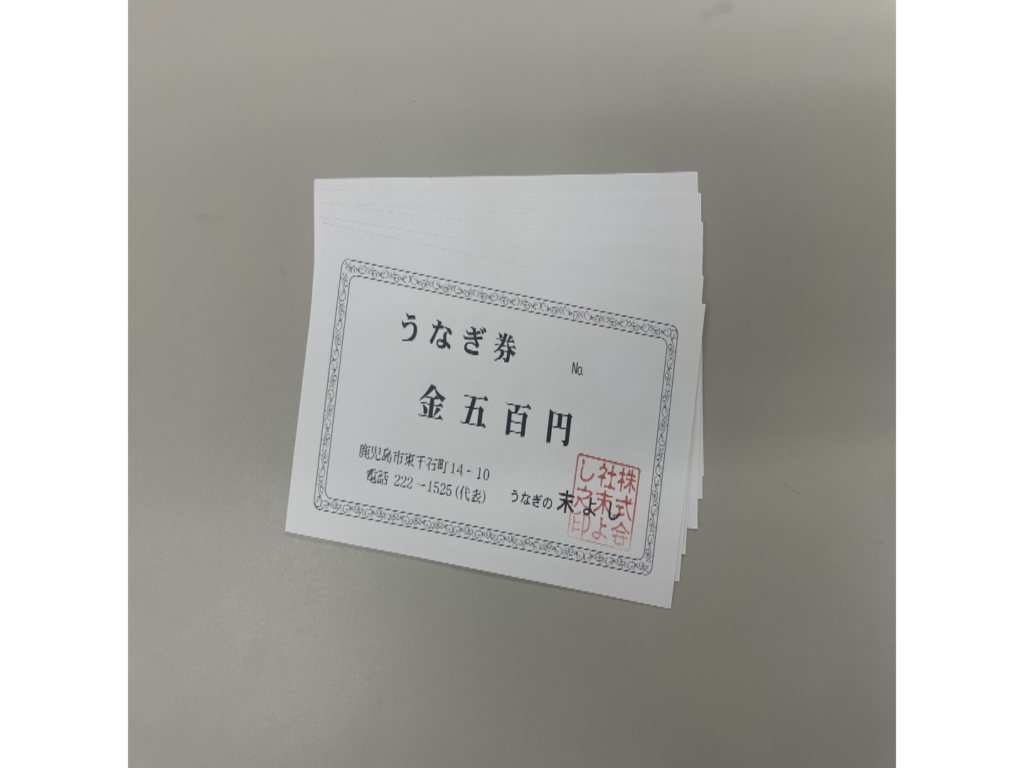 うなぎ券
No.
金五百円
鹿児島市東千石町14-10
電話 222-1525(代表)
うなぎの 末よし
株式会社末よし之印